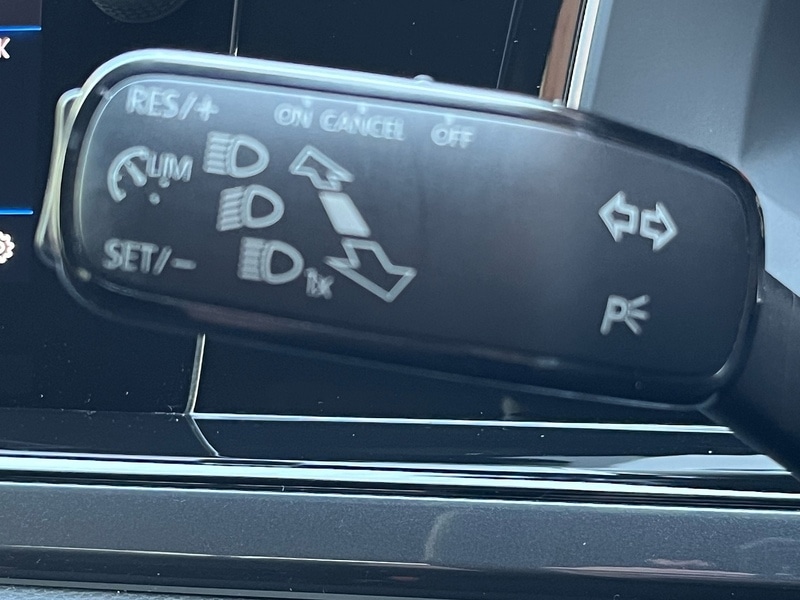 RES/+
ON CANCEL OFF
LIM
SET/-
1x
P
K